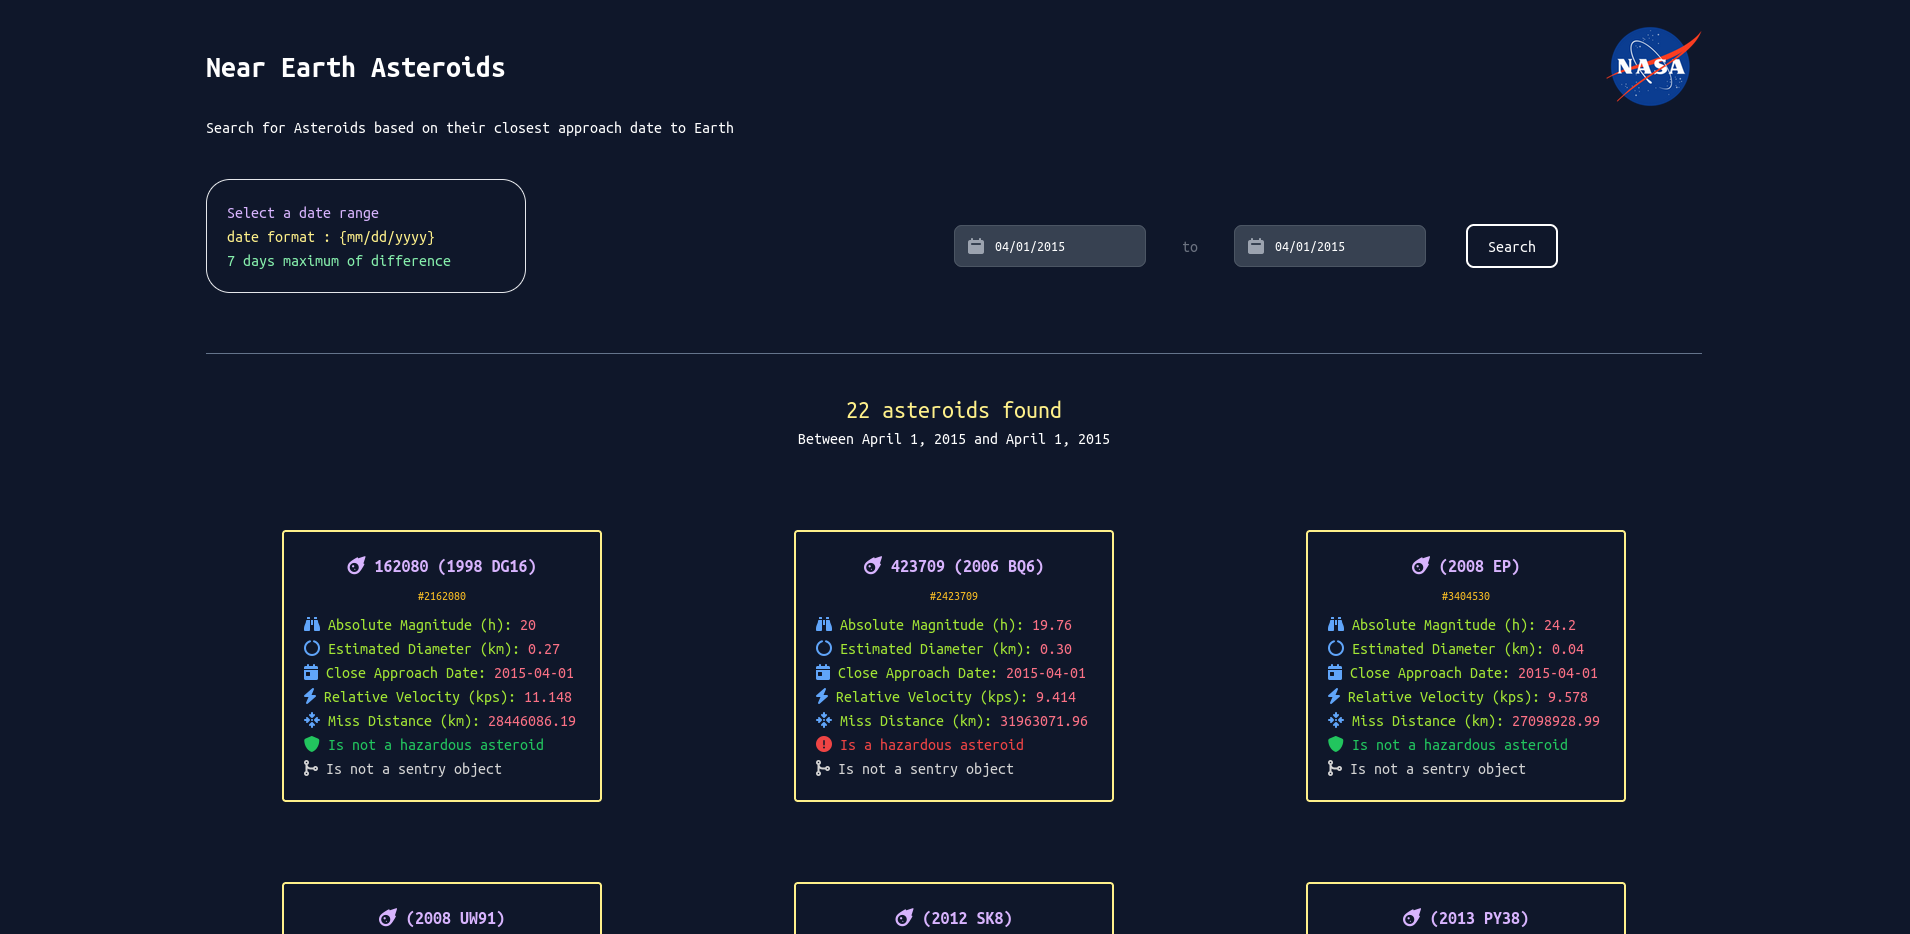 Near Earth Asteroids
NASA
Search for Asteroids based on their closest approach date to Earth
Select a date range
date format : {mm/dd/yyyy}
7 days maximum of difference
04/01/2015 to 04/01/2015 Search
22 asteroids found
Between April 1, 2015 and April 1, 2015
162080 (1998 DG16)
#2162080
Absolute Magnitude (h): 20
Estimated Diameter (km): 0.27
Close Approach Date: 2015-04-01
Relative Velocity (kps): 11.148
Miss Distance (km): 28446086.19
Is not a hazardous asteroid
Is not a sentry object
423709 (2006 BQ6)
#2423709
Absolute Magnitude (h): 19.76
Estimated Diameter (km): 0.30
Close Approach Date: 2015-04-01
Relative Velocity (kps): 9.414
Miss Distance (km): 31963071.96
Is a hazardous asteroid
Is not a sentry object
(2008 EP)
#3404530
Absolute Magnitude (h): 24.2
Estimated Diameter (km): 0.04
Close Approach Date: 2015-04-01
Relative Velocity (kps): 9.578
Miss Distance (km): 27098928.99
Is not a hazardous asteroid
Is not a sentry object
(2008 UW91)
(2012 SK8)
(2013 PY38)